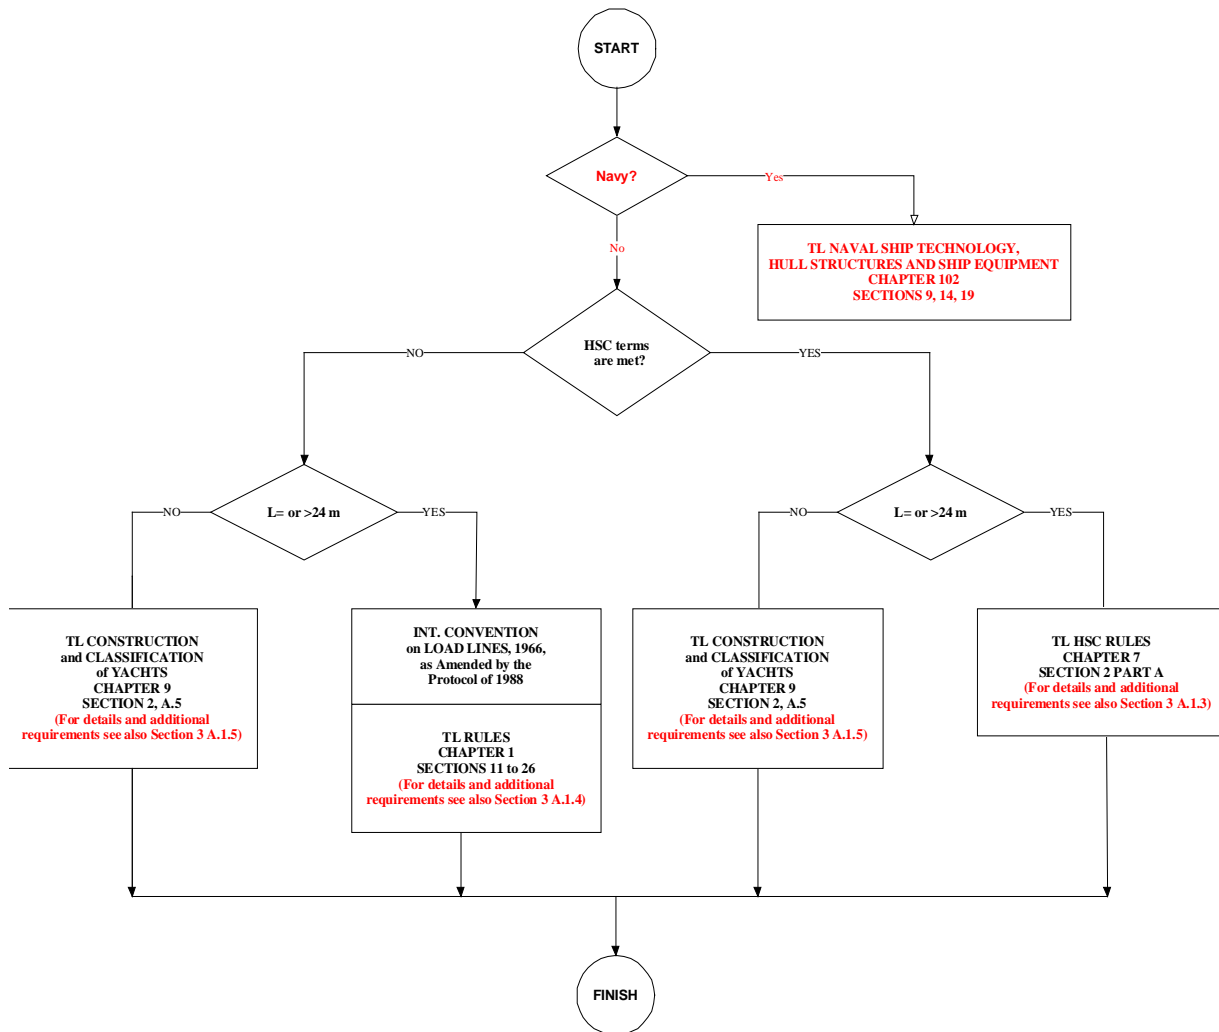 START
Navy?
Yes
TL NAVAL SHIP TECHNOLOGY,
HULL STRUCTURES AND SHIP EQUIPMENT
CHAPTER 102
SECTIONS 9, 14, 19
No
HSC terms
are met?
NO
YES
L= or >24 m
NO
YES
L= or >24 m
NO
YES
TL CONSTRUCTION
and CLASSIFICATION
of YACHTS
CHAPTER 9
SECTION 2, A.5
(For details and additional
requirements see also Section 3 A.1.5)
INT. CONVENTION
on LOAD LINES, 1966,
as Amended by the
Protocol of 1988
TL RULES
CHAPTER 1
SECTIONS 11 to 26
(For details and additional
requirements see also Section 3 A.1.4)
TL CONSTRUCTION
and CLASSIFICATION
of YACHTS
CHAPTER 9
SECTION 2, A.5
(For details and additional
requirements see also Section 3 A.1.5)
TL HSC RULES
CHAPTER 7
SECTION 2 PART A
(For details and additional
requirements see also Section 3 A.1.3)
FINISH